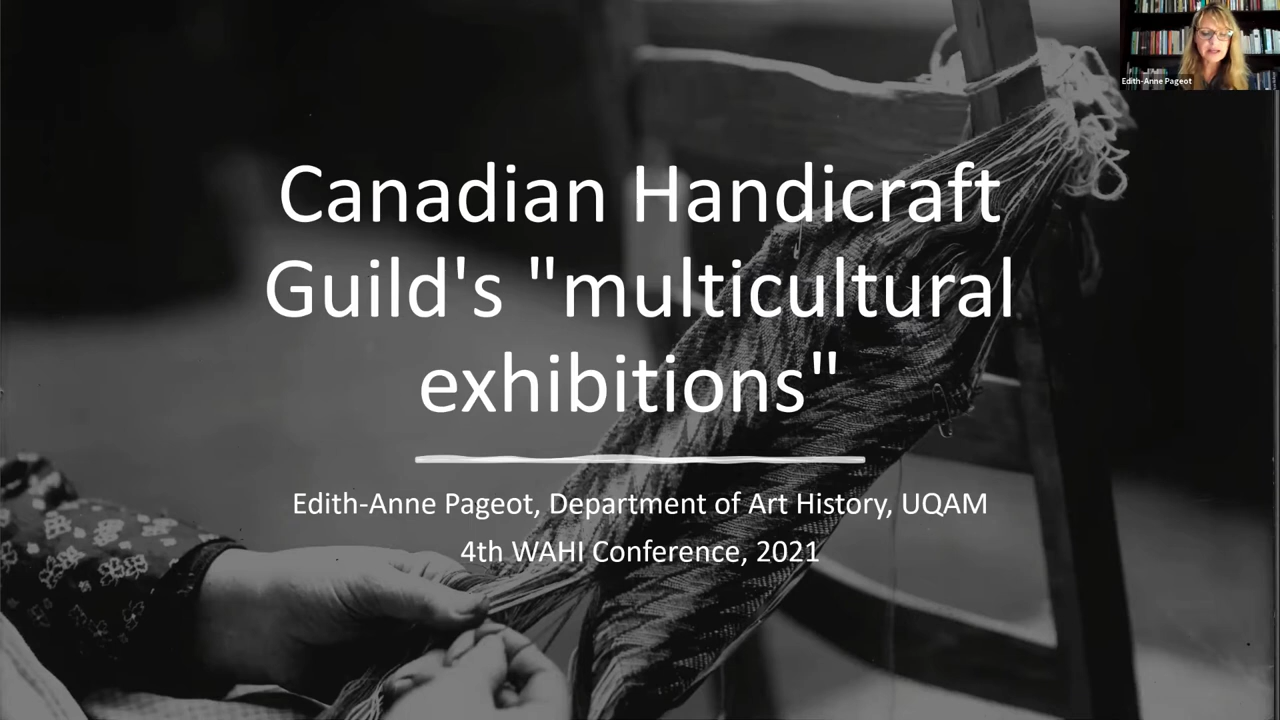 Edith-Anne Pageot
Canadian Handicraft
Guild's "multicultural
exhibitions"
Edith-Anne Pageot, Department of Art History, UQAM
4th WAHI Conference, 2021